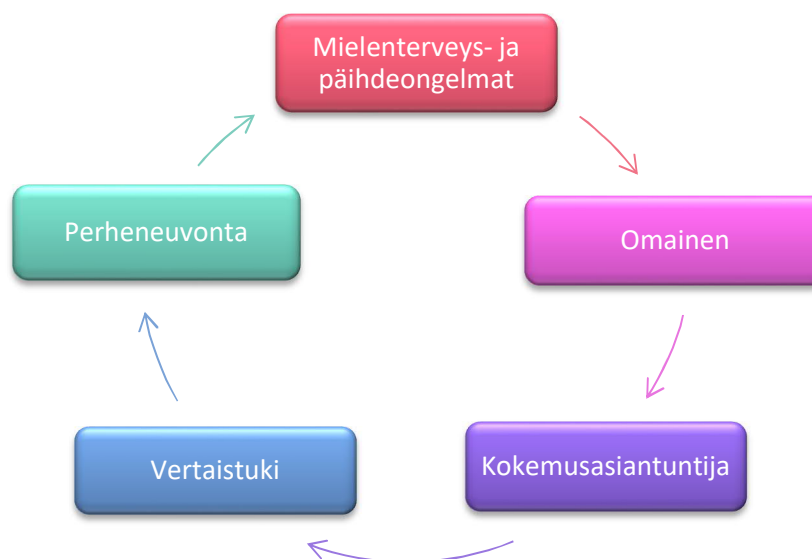 Mielenterveys- ja
päihdeongelmat
Omainen
Kokemusasiantuntija
Vertaistuki
Perheneuvonta